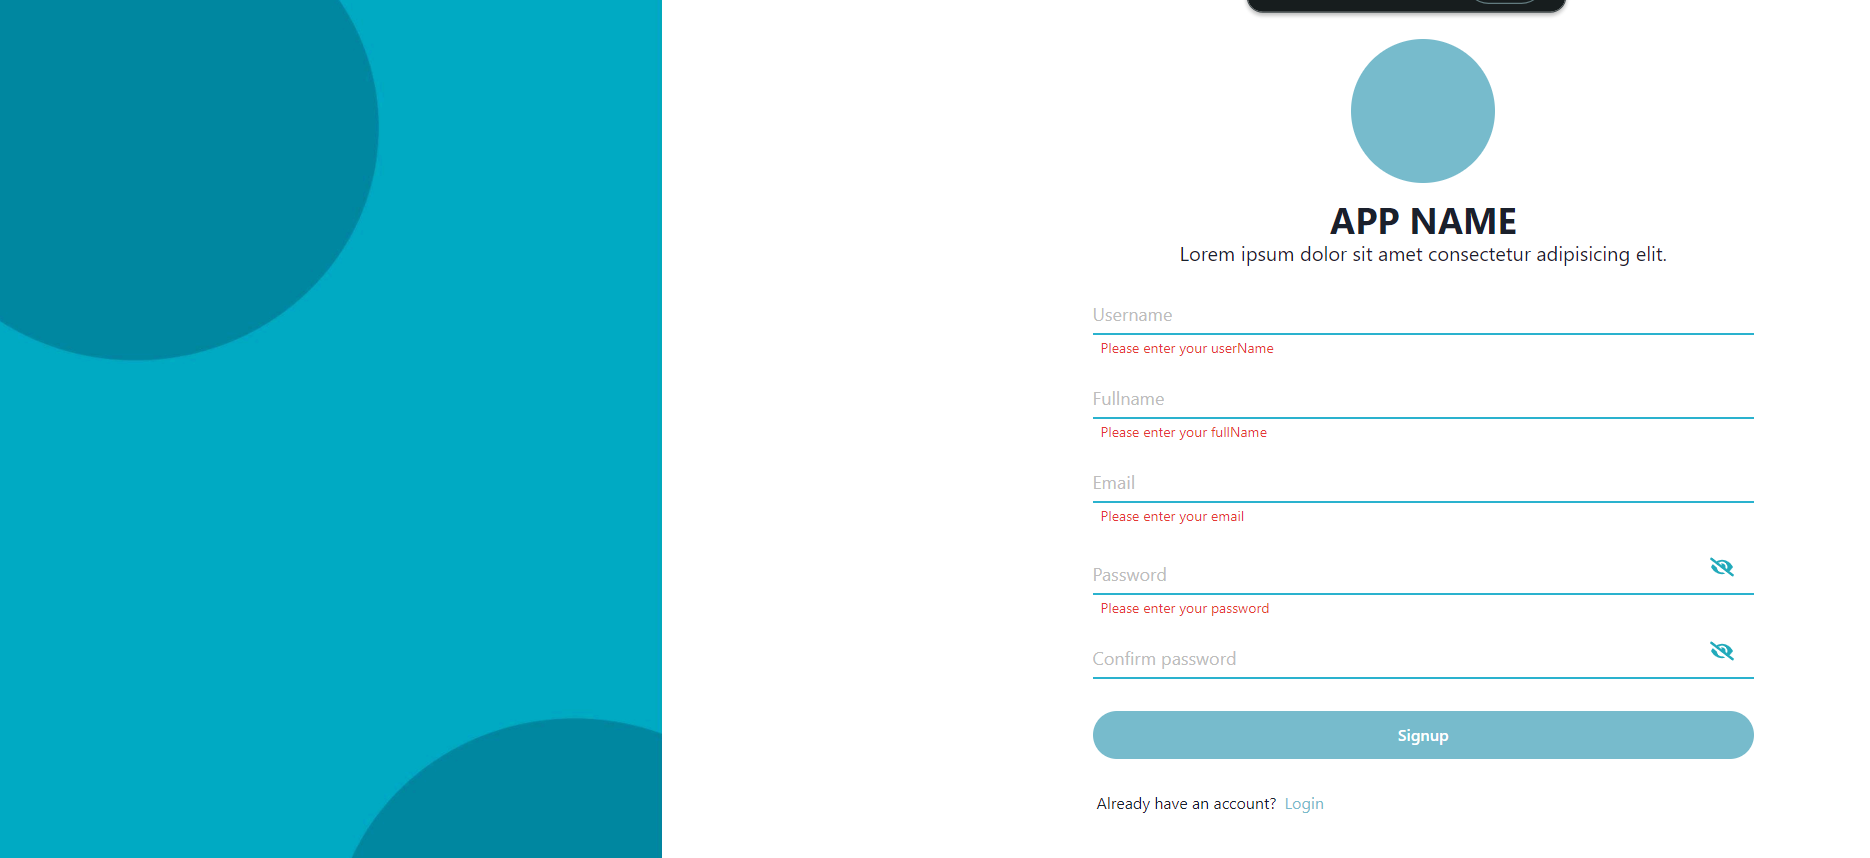 APP NAME
Lorem ipsum dolor sit amet consectetur adipisicing elit.
Username
Please enter your userName
Fullname
Please enter your fullName
Email
Please enter your email
Password
Please enter your password
Confirm password
Signup
Already have an account? Login